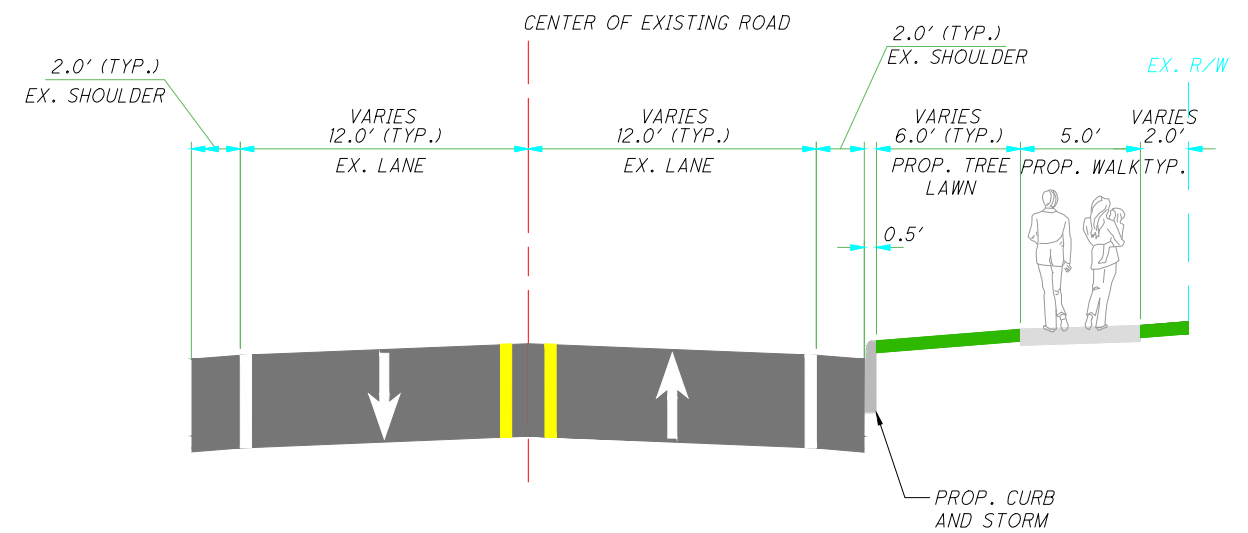 CENTER OF EXISTING ROAD
2.0' (TYP.)
EX. SHOULDER
2.0' (TYP.)
EX. SHOULDER
EX. R/W
VARIES
12.0' (TYP.)
EX. LANE
VARIES
12.0' (TYP.)
EX. LANE
VARIES
6.0' (TYP.)
PROP. TREE
LAWN
5.0'
PROP. WALK
VARIES
2.0'
TYP.
0.5'
PROP. CURB
AND STORM